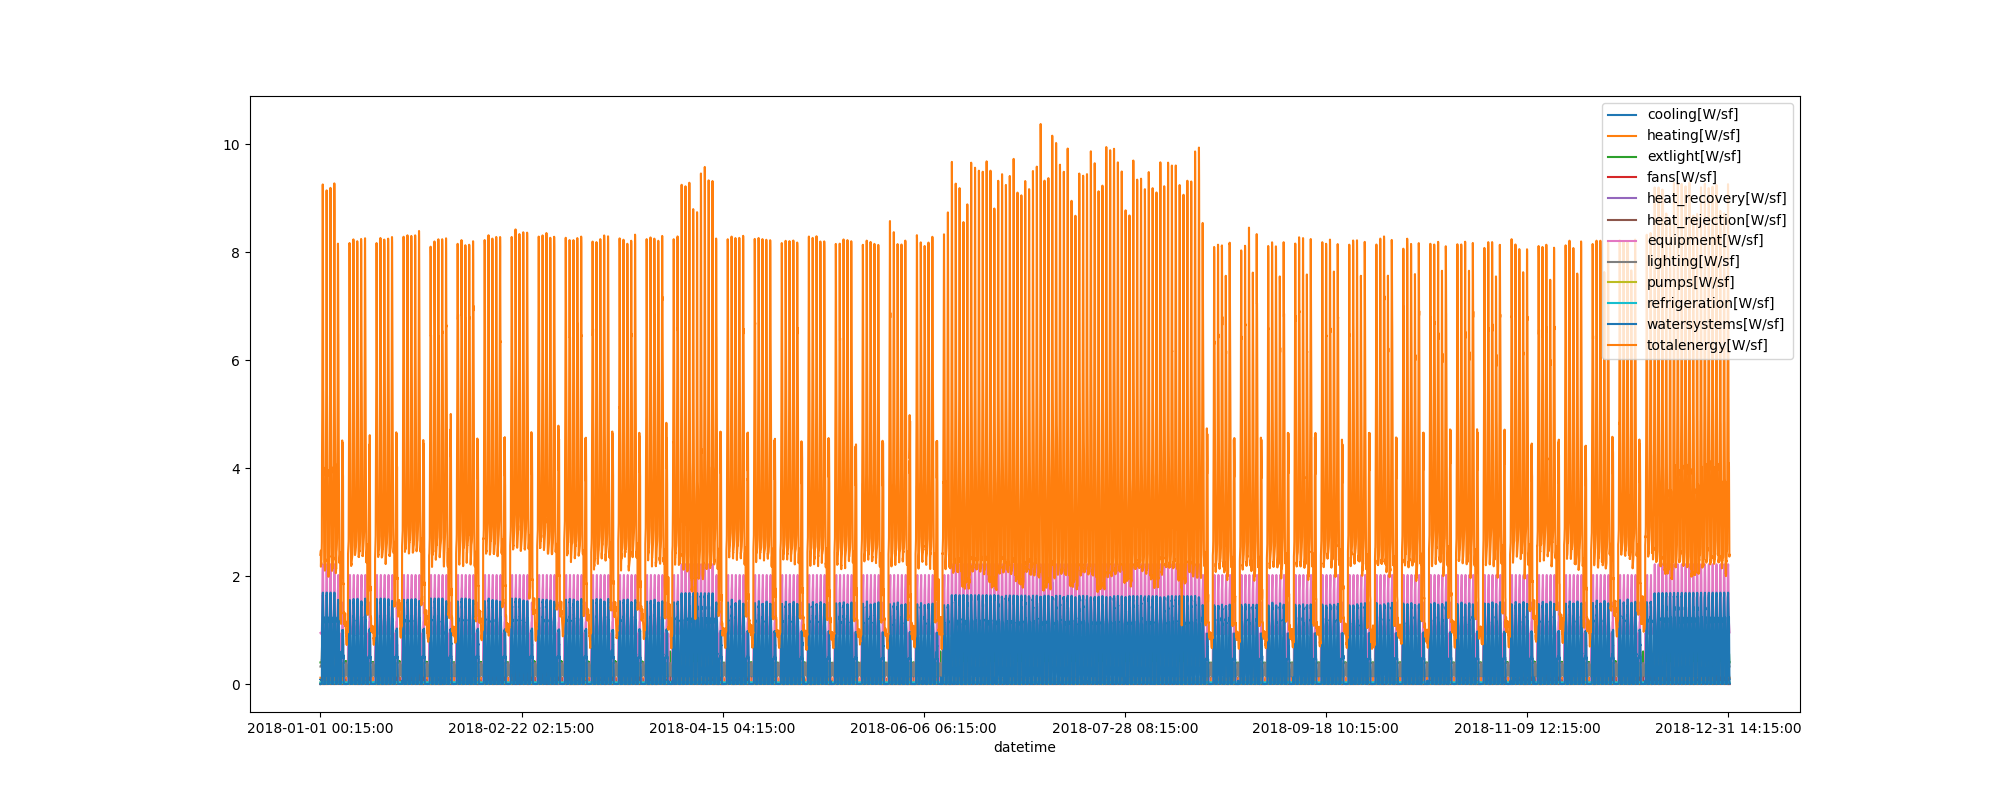 10
8
6
4
2
0
cooling[W/sf]
heating[W/sf]
extlight[W/sf]
fans[W/sf]
heat_recovery[W/sf]
heat_rejection[W/sf]
equipment[W/sf]
lighting[W/sf]
pumps[W/sf]
refrigeration[W/sf]
watersystems[W/sf]
totalenergy[W/sf]
2018-01-01 00:15:00 2018-02-22 02:15:00 2018-04-15 04:15:00 2018-06-06 06:15:00 2018-07-28 08:15:00 2018-09-18 10:15:00 2018-11-09 12:15:00 2018-12-31 14:15:00
datetime